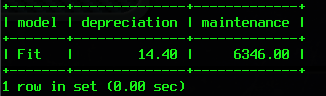 +-------+--------------+-------------+
| model | depreciation | maintenance |
+-------+--------------+-------------+
| Fit   |        14.40 |     6346.00 |
+-------+--------------+-------------+
1 row in set (0.00 sec)